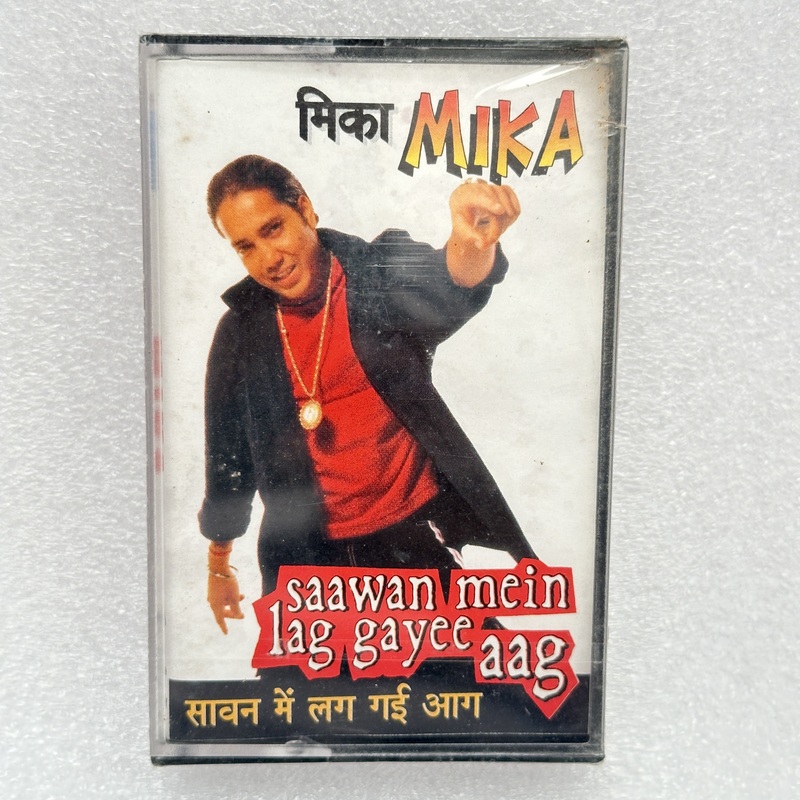 मिका MIKA
saawan mein
lag gayee aag
सावन में लग गई आग